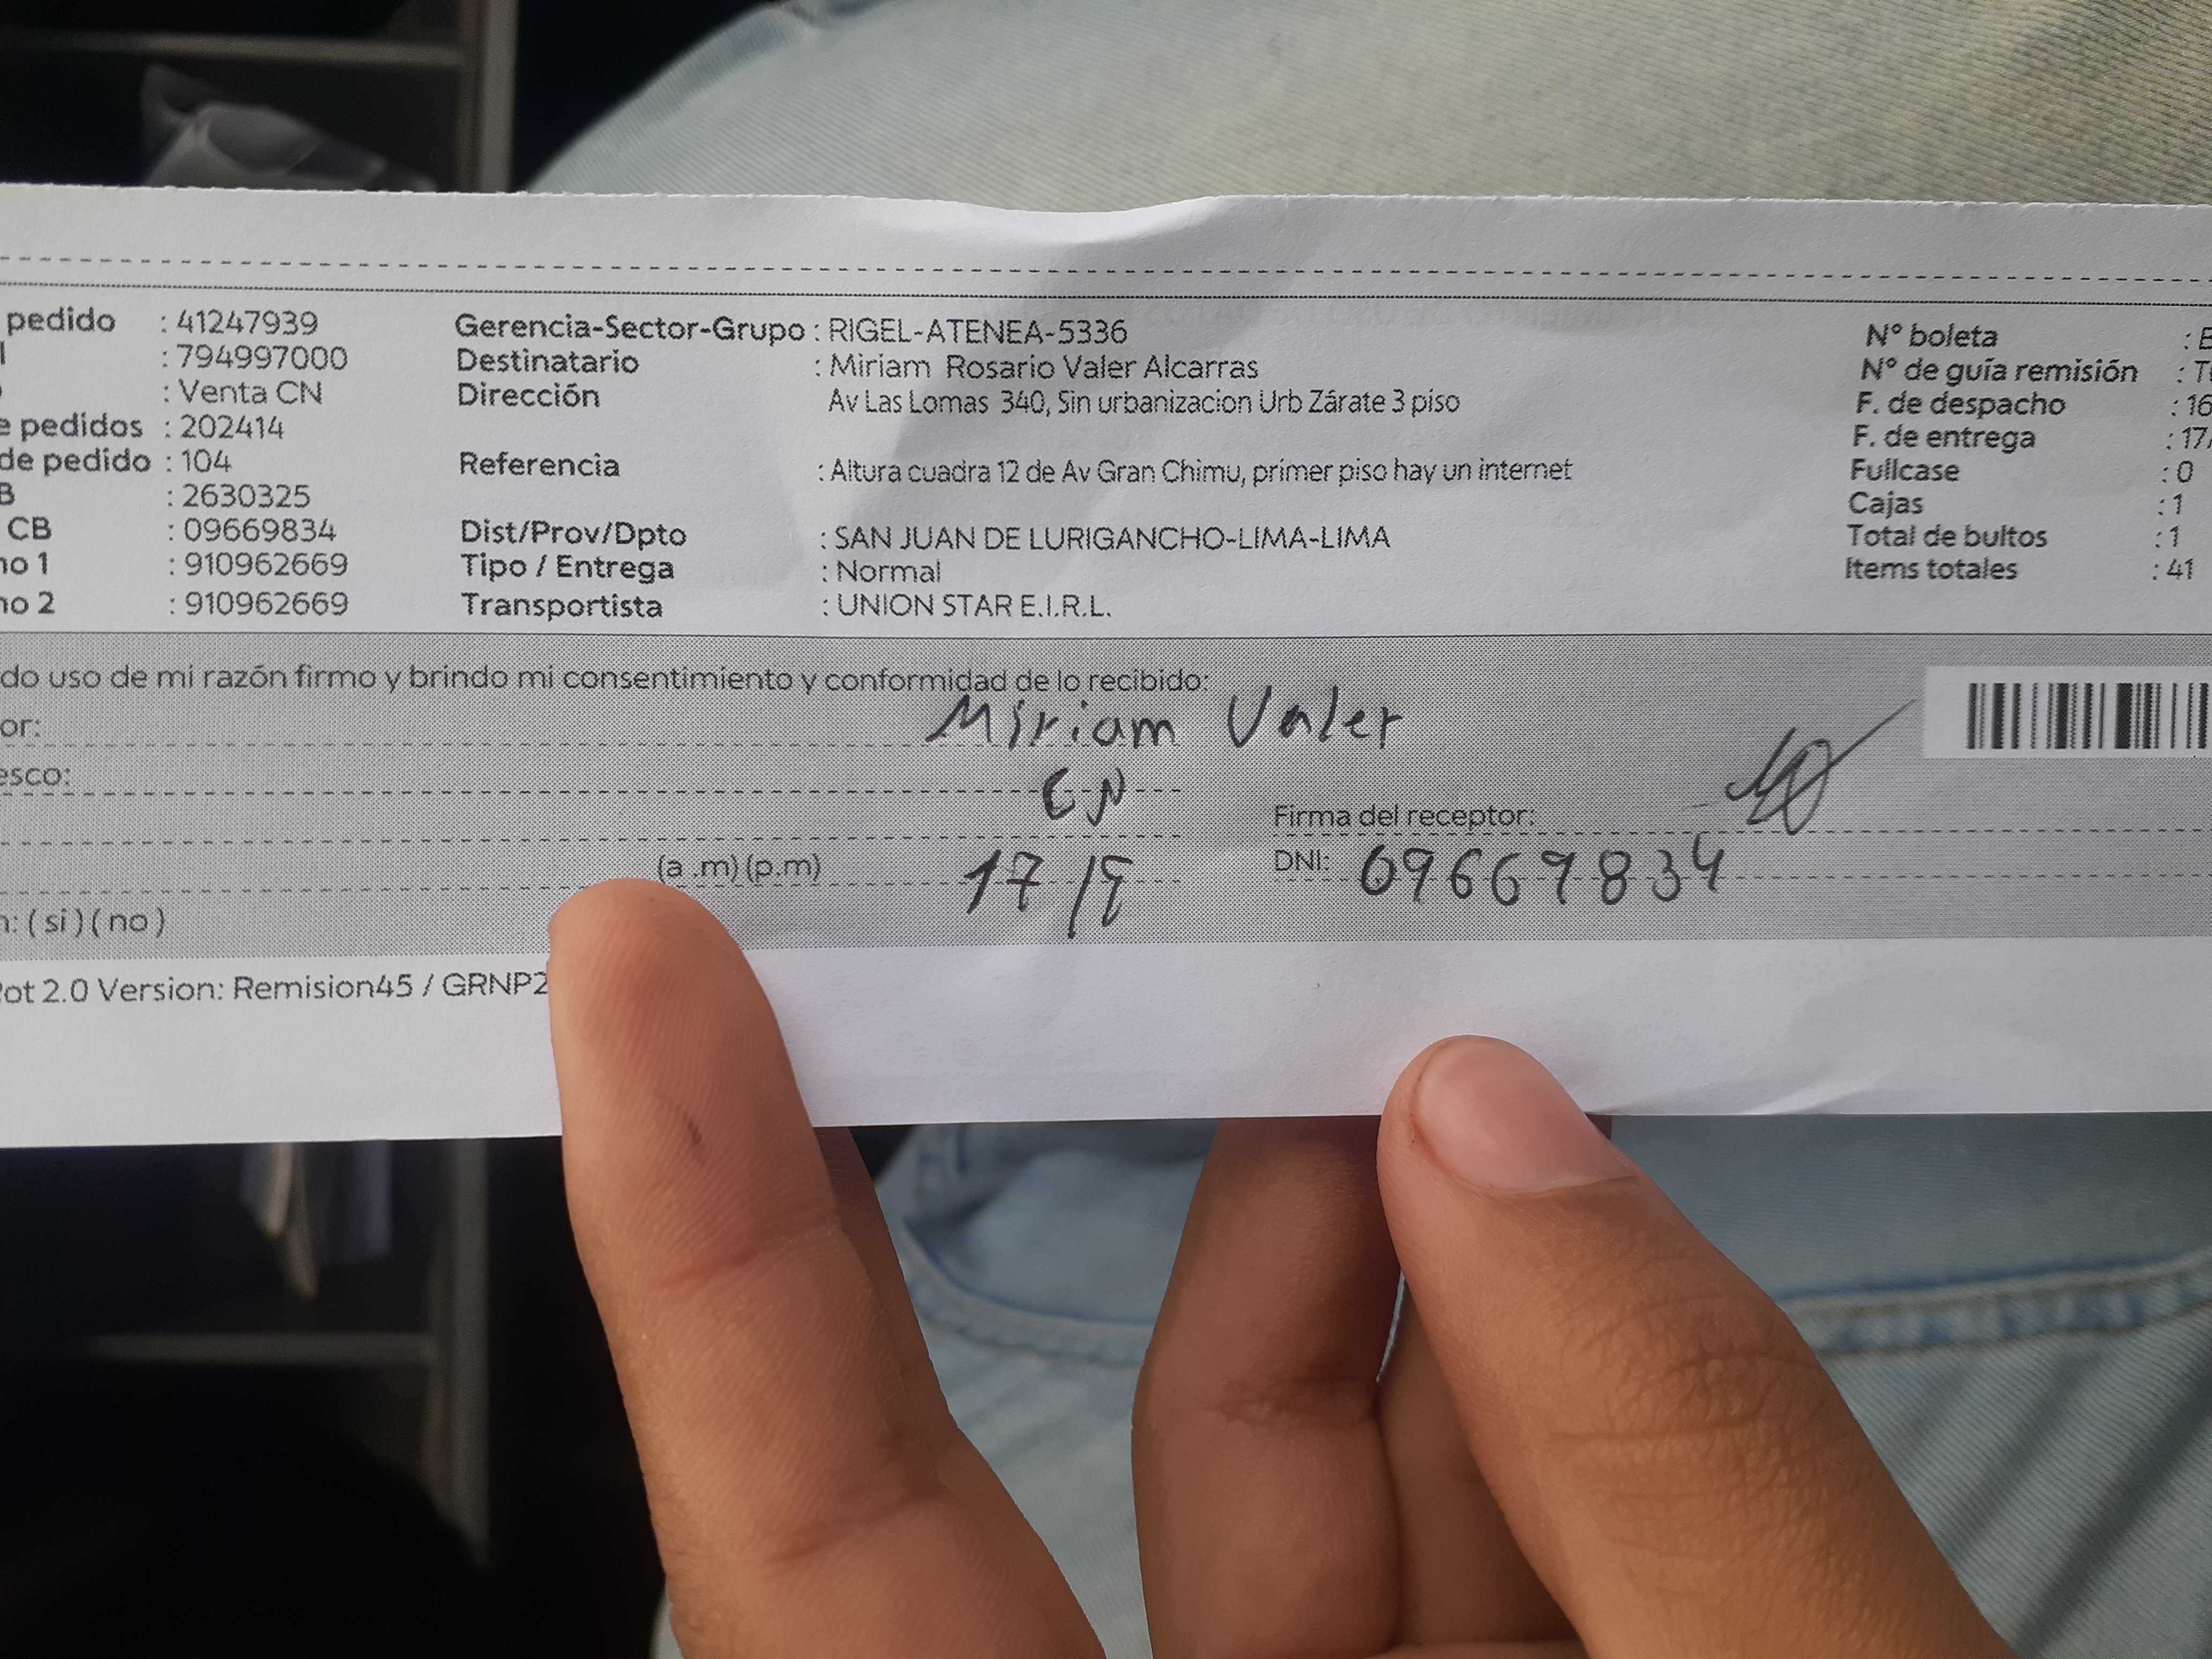 pedido : 41247939 Gerencia-Sector-Grupo : RIGEL-ATENEA-5336 N° boleta : B
l : 794997000 Destinatario : Miriam Rosario Valer Alcarras N° de guía remisión : T
o : Venta CN Dirección Av Las Lomas 340, Sin urbanizacion Urb Zárate 3 piso F. de despacho : 16
e pedidos : 202414 F. de entrega : 17/
de pedido : 104 Referencia : Altura cuadra 12 de Av Gran Chimu, primer piso hay un internet Fullcase : 0
B : 2630325 Cajas : 1
CB : 09669834 Dist/Prov/Dpto : SAN JUAN DE LURIGANCHO-LIMA-LIMA Total de bultos : 1
no 1 : 910962669 Tipo / Entrega : Normal Items totales : 41
no 2 : 910962669 Transportista : UNION STAR E.I.R.L.
do uso de mi razón firmo y brindo mi consentimiento y conformidad de lo recibido:
or: Miriam Valer
esco: CN
Firma del receptor:
(a .m) (p.m) 17 / DNI: 09669834
n: ( si ) ( no )
Rot 2.0 Version: Remision45 / GRNP2